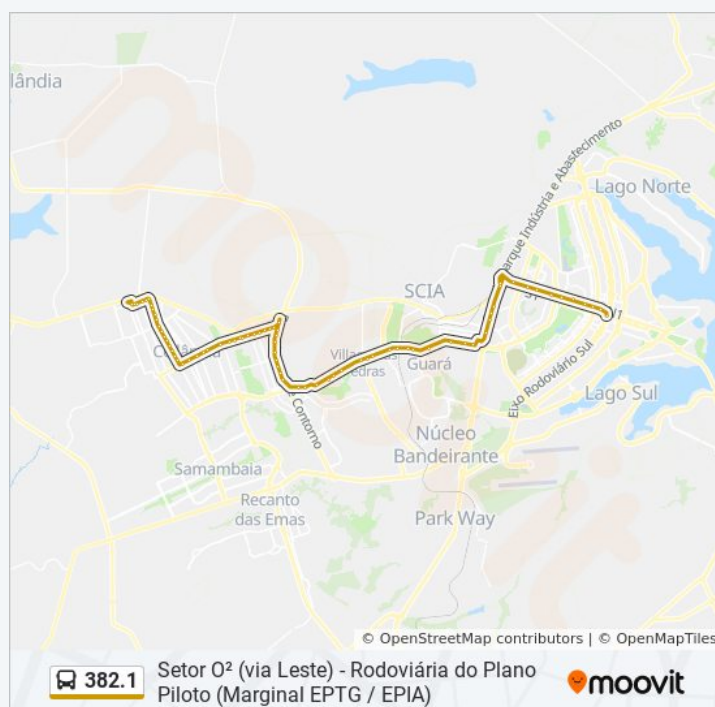 lândia
Parque Indústria e Abastecimento
Lago Norte
SCIA
Guará
Eixo Rodoviário Sul
Lago Sul
Contorno
Núcleo
Bandeirante
Samambaia
Recanto
das Emas
Park Way
© OpenStreetMap contributors | © OpenMapTiles
382.1
Setor O² (via Leste) - Rodoviária do Plano
Piloto (Marginal EPTG / EPIA)
moovit